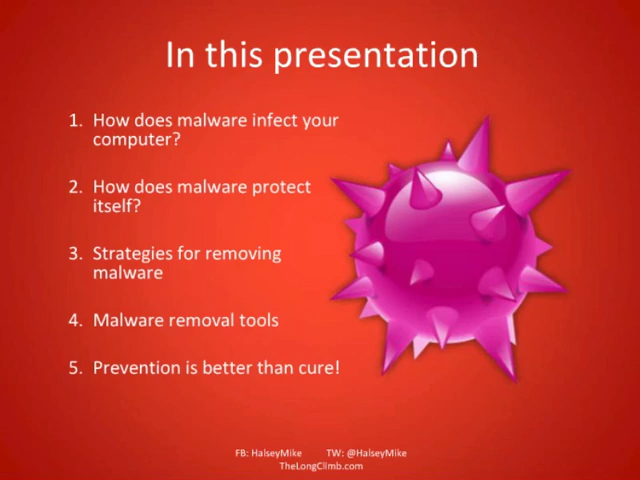 In this presentation
1. How does malware infect your
computer?
2. How does malware protect
itself?
3. Strategies for removing
malware
4. Malware removal tools
5. Prevention is better than cure!
FB: HalseyMike TW: @HalseyMike
TheLongClimb.com